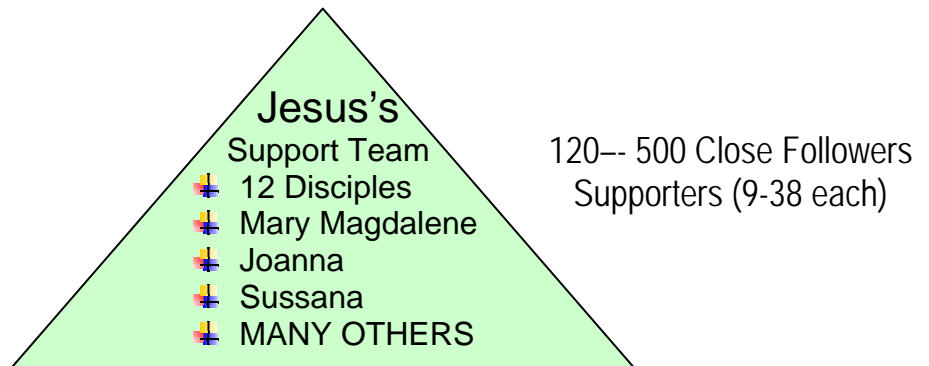 Jesus's
Support Team
12 Disciples
Mary Magdalene
Joanna
Sussana
MANY OTHERS
120–- 500 Close Followers
Supporters (9-38 each)